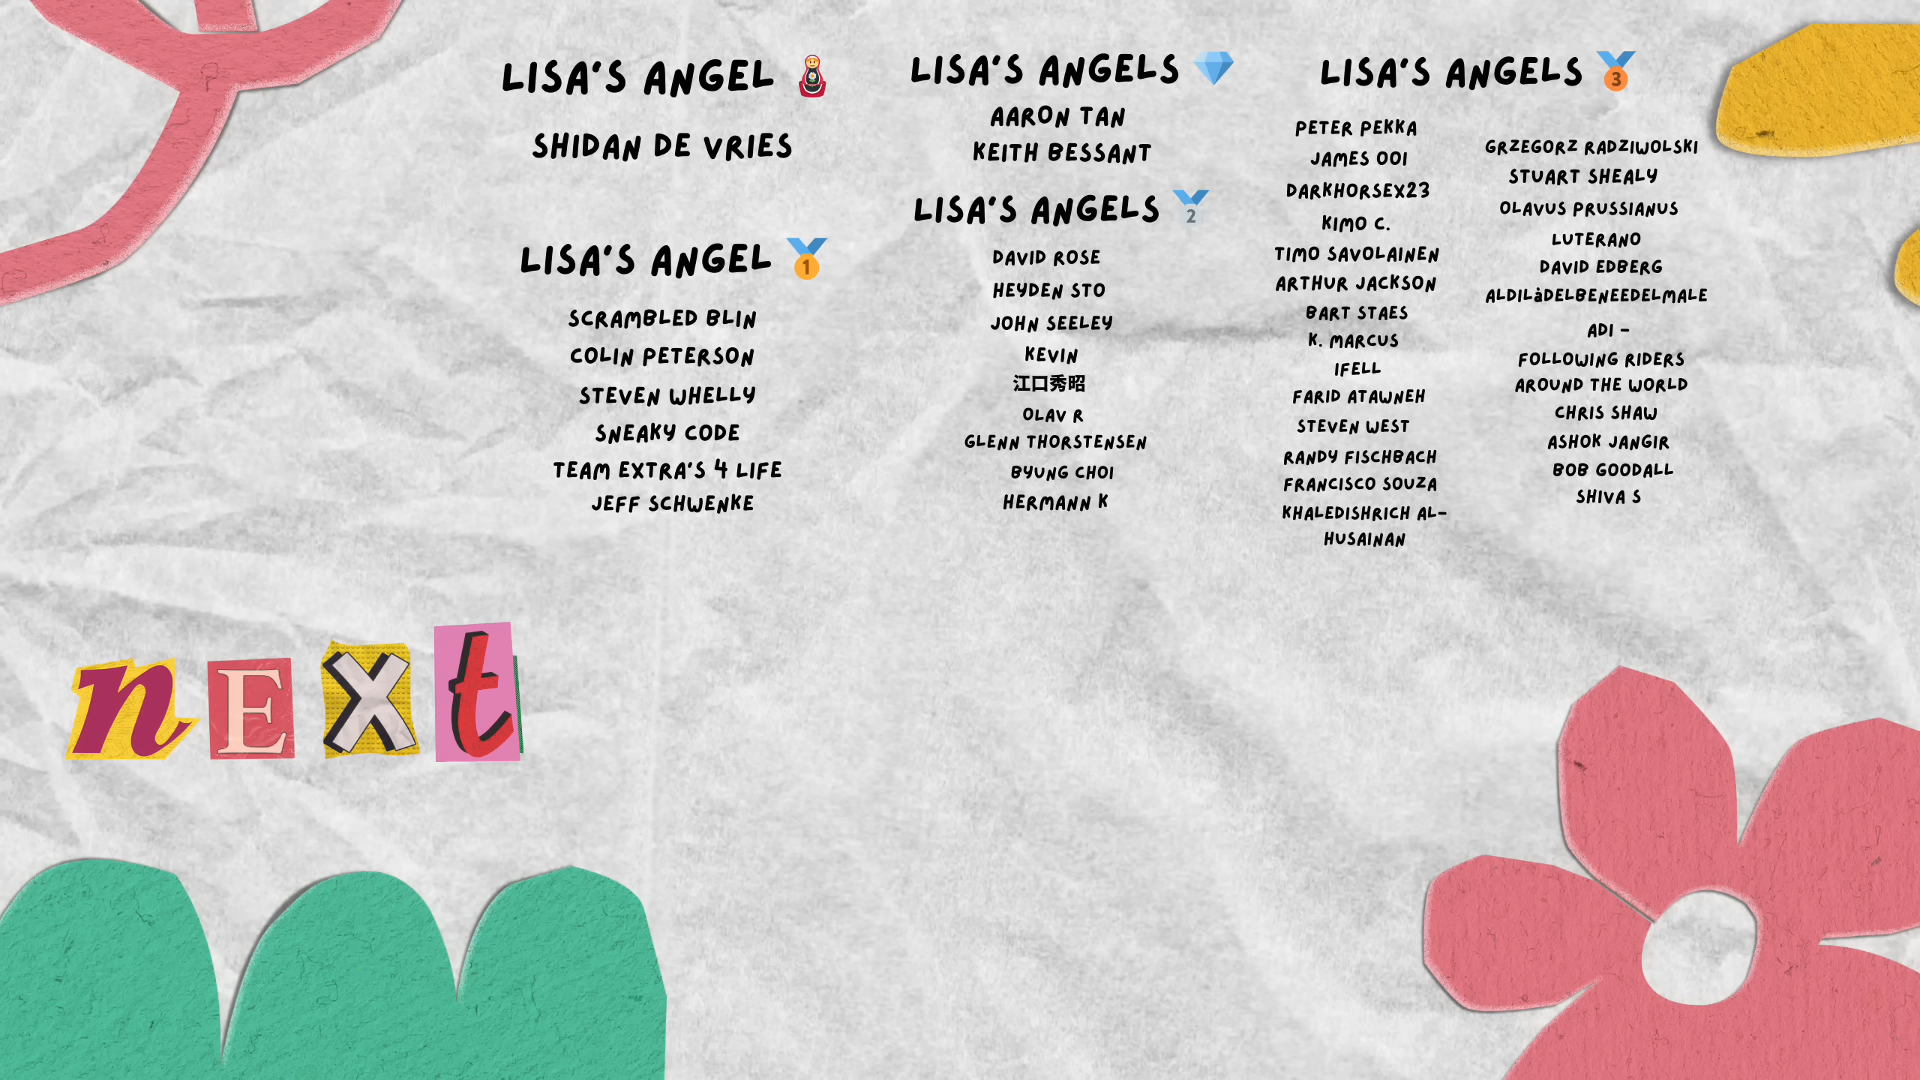 LISA'S ANGEL 🪆
SHIDAN DE VRIES
LISA'S ANGEL 🥇
SCRAMBLED BLIN
COLIN PETERSON
STEVEN WHELLY
SNEAKY CODE
TEAM EXTRA'S 4 LIFE
JEFF SCHWENKE
LISA'S ANGELS 💎
AARON TAN
KEITH BESSANT
LISA'S ANGELS 🥈
DAVID ROSE
HEYDEN STO
JOHN SEELEY
KEVIN
江口秀昭
OLAV R
GLENN THORSTENSEN
BYUNG CHOI
HERMANN K
LISA'S ANGELS 🥉
PETER PEKKA
JAMES OOI
DARKHORSEX23
KIMO C.
TIMO SAVOLAINEN
ARTHUR JACKSON
BART STAES
K. MARCUS
IFELL
FARID ATAWNEH
STEVEN WEST
RANDY FISCHBACH
FRANCISCO SOUZA
KHALEDISHRICH AL-
HUSAINAN
GRZEGORZ RADZIWOLSKI
STUART SHEALY
OLAVUS PRUSSIANUS
LUTERANO
DAVID EDBERG
ALDILàDELBENEEDELMALE
ADI -
FOLLOWING RIDERS
AROUND THE WORLD
CHRIS SHAW
ASHOK JANGIR
BOB GOODALL
SHIVA S
nEXt